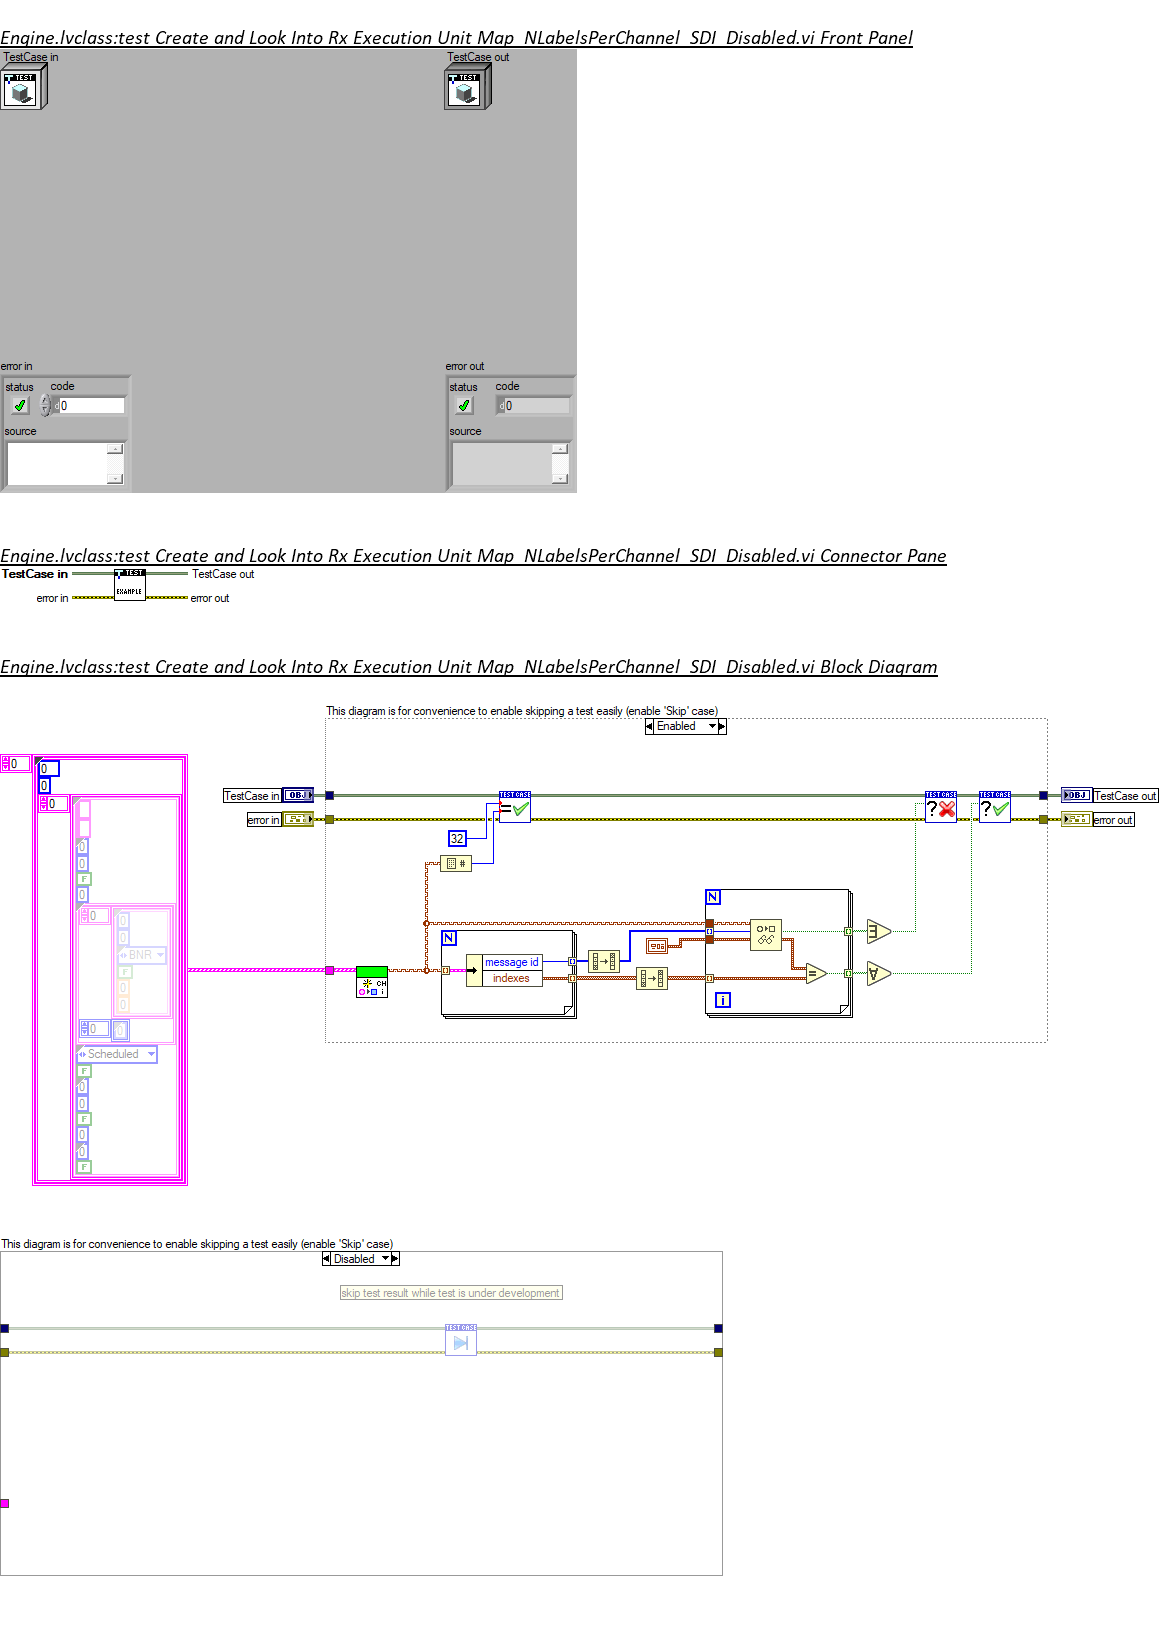 Engine.lvclass:test Create and Look Into Rx Execution Unit Map_NLabelsPerChannel_SDI_Disabled.vi Front Panel
TestCase in
TestCase out
TEST
TEST
error in
error out
status code
0
source
status code
0
source
Engine.lvclass:test Create and Look Into Rx Execution Unit Map_NLabelsPerChannel_SDI_Disabled.vi Connector Pane
TestCase in
TEST
TestCase out
error in
EXAMPLE
error out
Engine.lvclass:test Create and Look Into Rx Execution Unit Map_NLabelsPerChannel_SDI_Disabled.vi Block Diagram
This diagram is for convenience to enable skipping a test easily (enable 'Skip' case)
Enabled
0
0
0
0
TestCase in
OBJ
TEST CASE
TEST CASE
TEST CASE
OBJ
TestCase out
error in
error out
32
#
0
0
F
0
0
0
0
BNR
F
0
0
0
0
N
N
message id
indexes
CH
i
i
=
Scheduled
F
0
0
F
0
0
F
This diagram is for convenience to enable skipping a test easily (enable 'Skip' case)
Disabled
skip test result while test is under development
TEST CASE